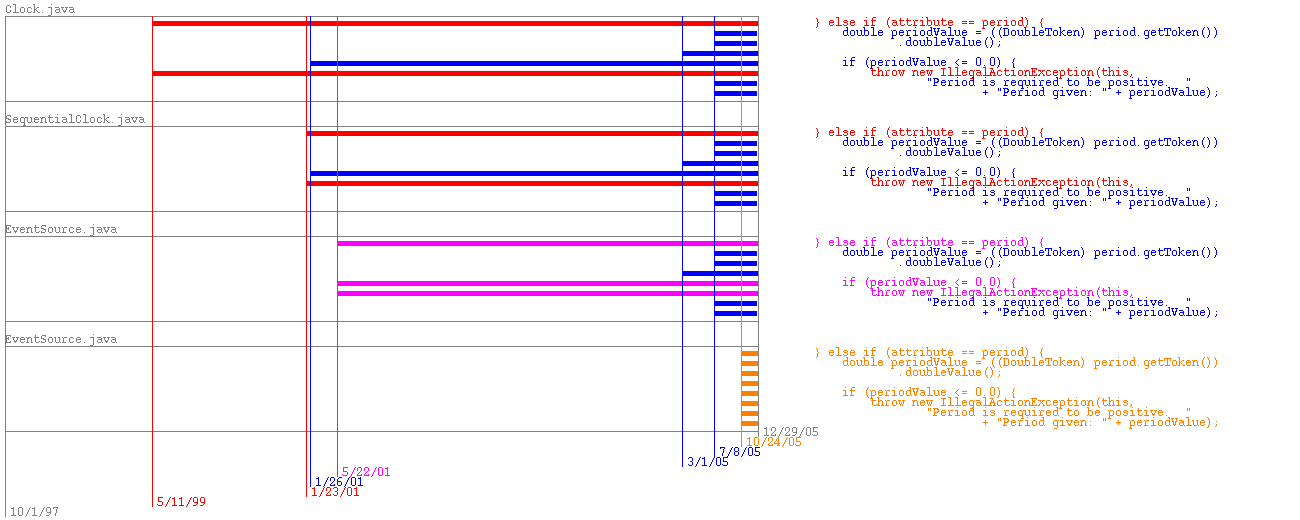 Clock.java
} else if (attribute == period) {
double periodValue = ((DoubleToken) period.getToken())
.doubleValue();
if (periodValue <= 0.0) {
throw new IllegalActionException(this,
"Period is required to be positive.  "
+ "Period given: " + periodValue);
SequentialClock.java
} else if (attribute == period) {
double periodValue = ((DoubleToken) period.getToken())
.doubleValue();
if (periodValue <= 0.0) {
throw new IllegalActionException(this,
"Period is required to be positive.  "
+ "Period given: " + periodValue);
EventSource.java
} else if (attribute == period) {
double periodValue = ((DoubleToken) period.getToken())
.doubleValue();
if (periodValue <= 0.0) {
throw new IllegalActionException(this,
"Period is required to be positive.  "
+ "Period given: " + periodValue);
EventSource.java
} else if (attribute == period) {
double periodValue = ((DoubleToken) period.getToken())
.doubleValue();
if (periodValue <= 0.0) {
throw new IllegalActionException(this,
"Period is required to be positive.  "
+ "Period given: " + periodValue);
12/29/05
10/24/05
7/8/05
3/1/05
5/22/01
1/26/01
1/23/01
5/11/99
10/1/97